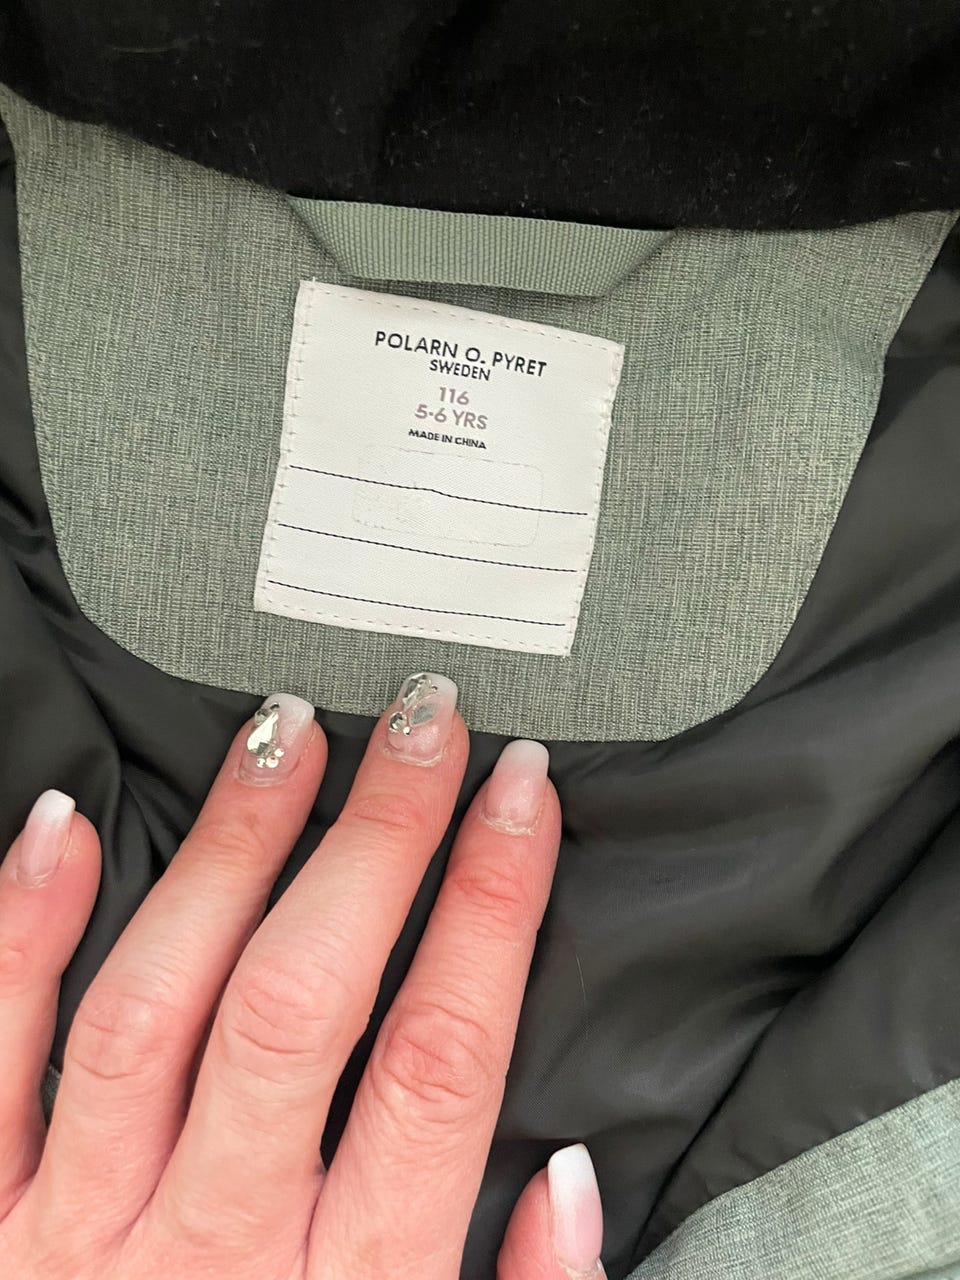 POLARN O. PYRET
SWEDEN
116
5-6 YRS
MADE IN CHINA